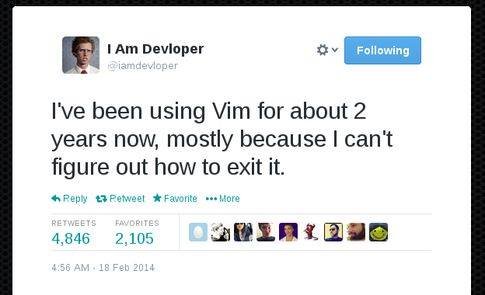 I Am Devloper
@iamdevloper
Following
I've been using Vim for about 2
years now, mostly because I can't
figure out how to exit it.
Reply Retweet Favorite More
RETWEETS FAVORITES
4,846 2,105
4:56 AM - 18 Feb 2014